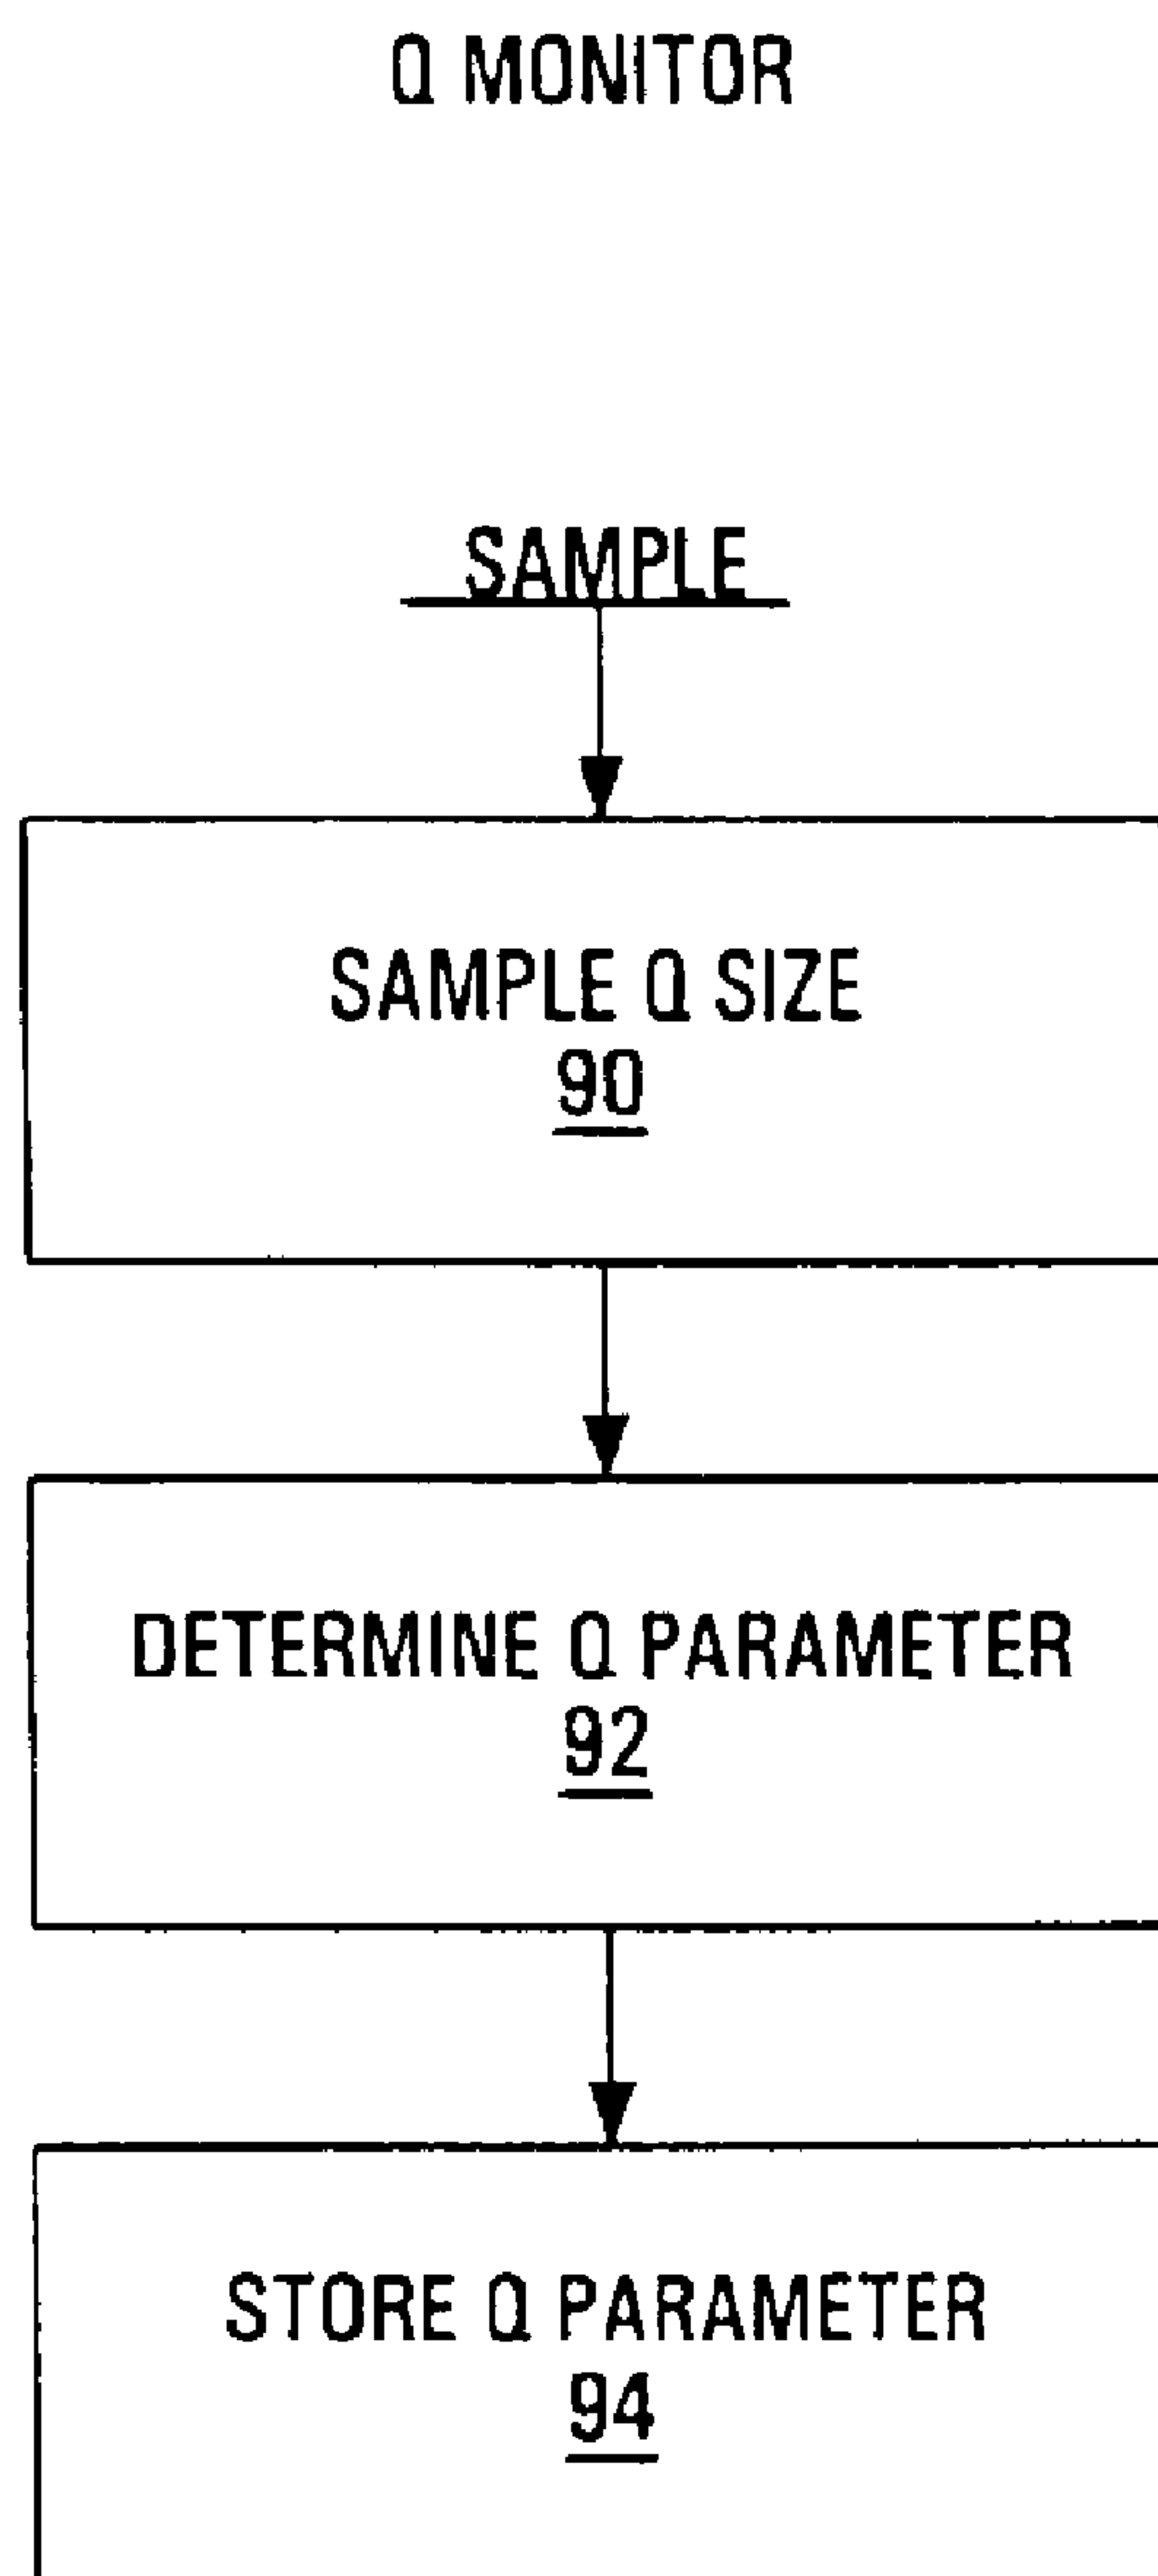 Q MONITOR
SAMPLE
SAMPLE Q SIZE
90
DETERMINE Q PARAMETER
92
STORE Q PARAMETER
94